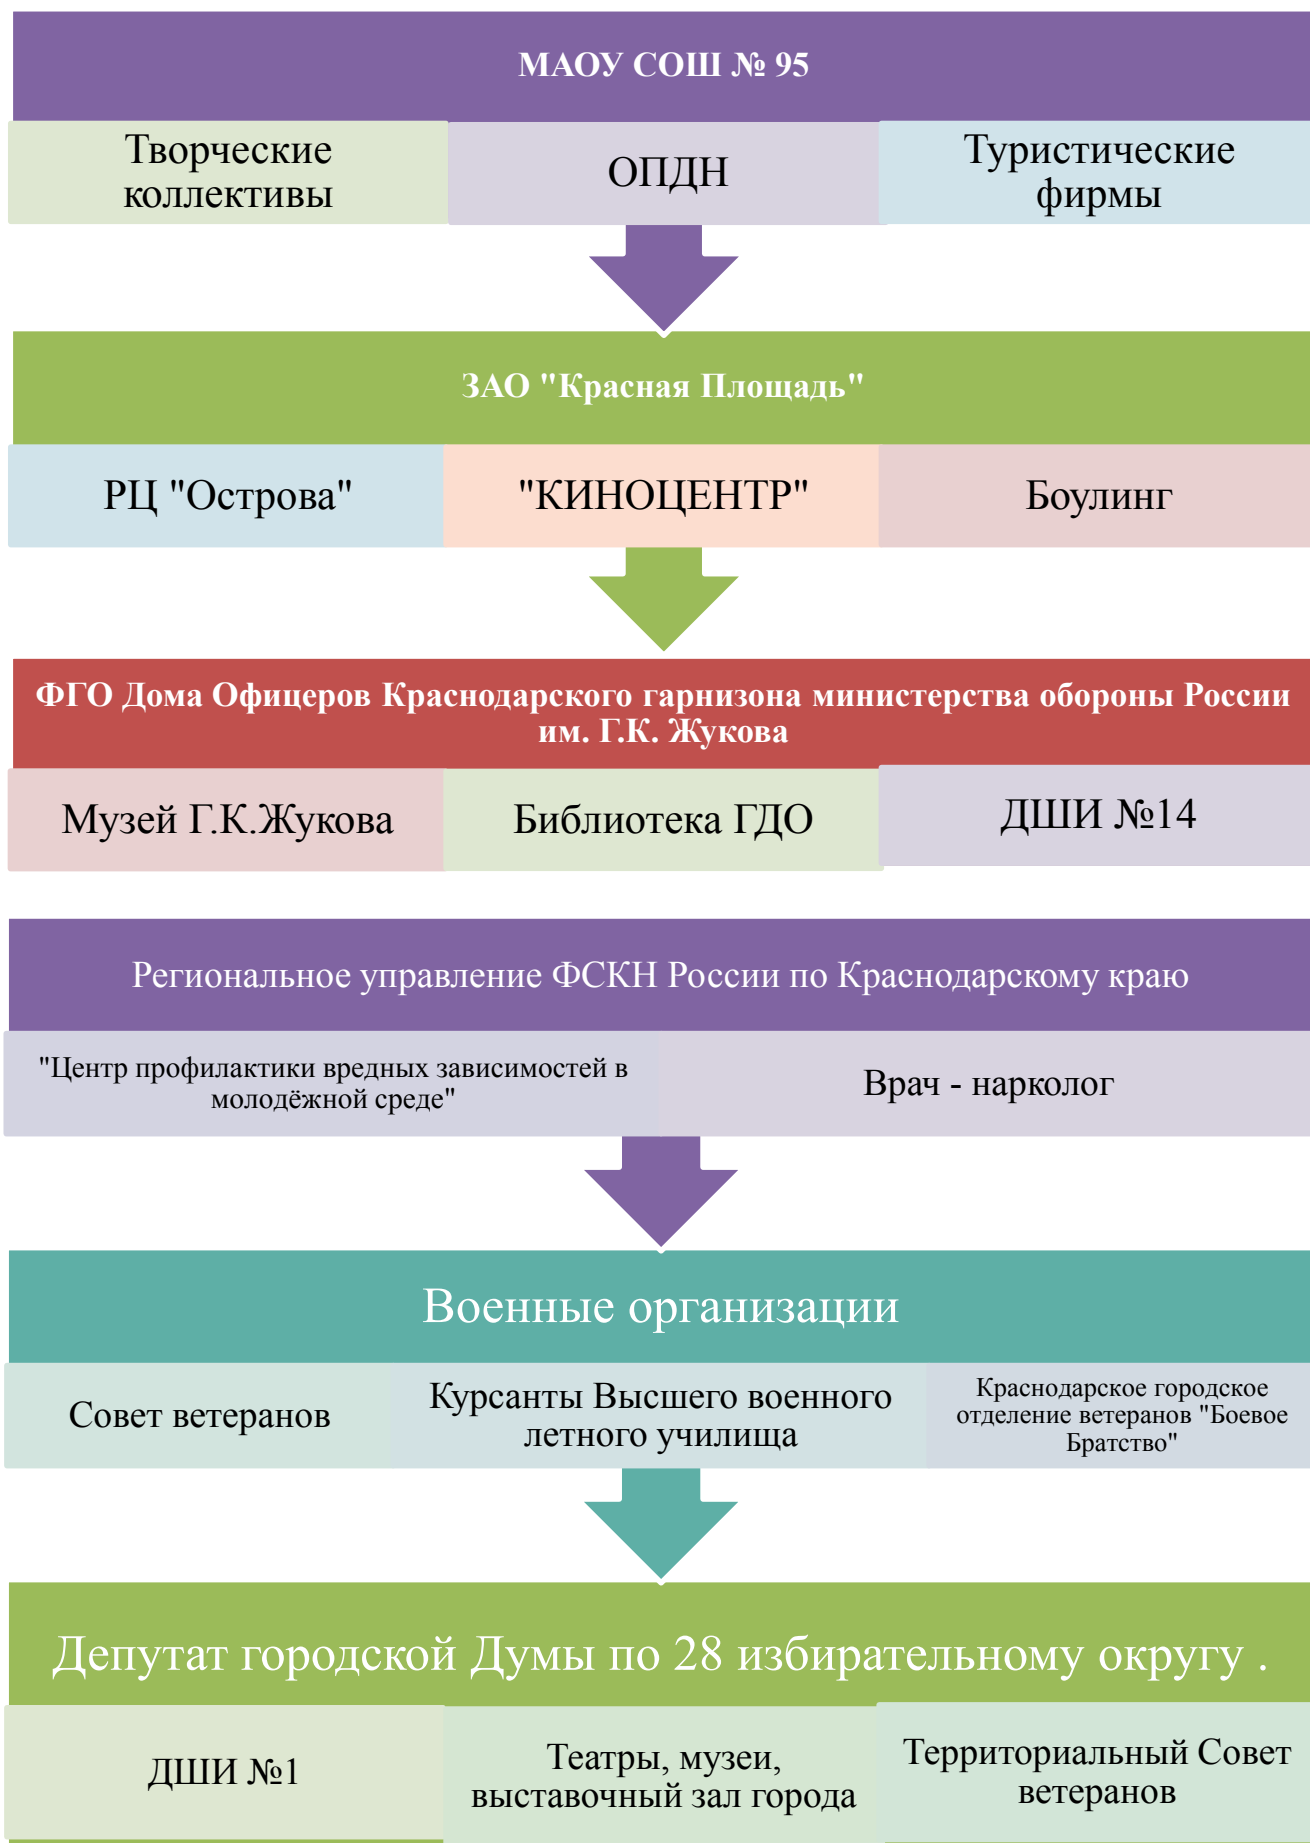 МАОУ СОШ № 95
Творческие
коллективы
ОПДН
Туристические
фирмы
ЗАО "Красная Площадь"
РЦ "Острова"
"КИНОЦЕНТР"
Боулинг
ФГО Дома Офицеров Краснодарского гарнизона министерства обороны России
им. Г.К. Жукова
Музей Г.К.Жукова
Библиотека ГДО
ДШИ №14
Региональное управление ФСКН России по Краснодарскому краю
"Центр профилактики вредных зависимостей в
молодёжной среде"
Врач - нарколог
Военные организации
Совет ветеранов
Курсанты Высшего военного
летного училища
Краснодарское городское
отделение ветеранов "Боевое
Братство"
Депутат городской Думы по 28 избирательному округу .
ДШИ №1
Театры, музеи,
выставочный зал города
Территориальный Совет
ветеранов